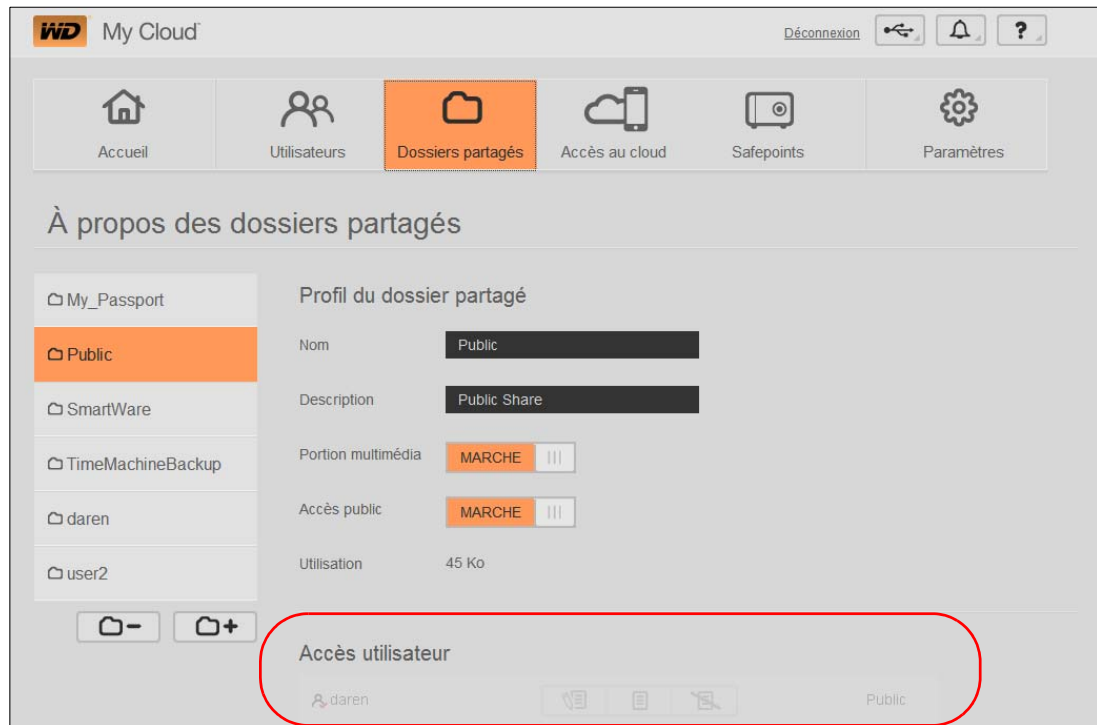 WD My Cloud
Déconnexion
?
Accueil
Utilisateurs
Dossiers partagés
Accès au cloud
Safepoints
Paramètres
À propos des dossiers partagés
My_Passport
Public
SmartWare
TimeMachineBackup
daren
user2
Profil du dossier partagé
Nom
Public
Description
Public Share
Portion multimédia
MARCHE
Accès public
MARCHE
Utilisation
45 Ko
Accès utilisateur
daren
Public